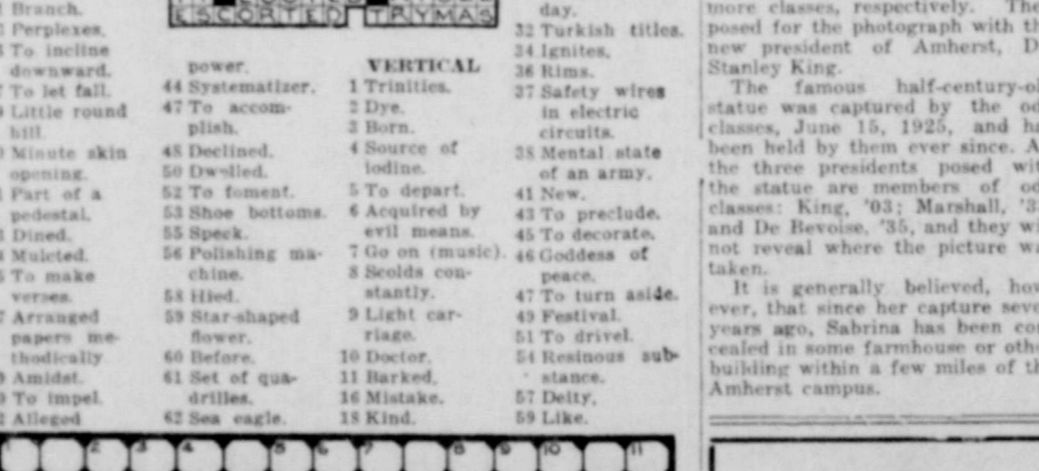 Branch.
Perplexes.
To incline
downward.
To let fall.
Little round
hill.
Minute skin
opening.
Part of a
pedestal.
Dined.
Mulcted.
To make
verses.
Arranged
papers me-
thodically
Amidst.
To impel.
Alleged
ESCORTED TRYMAS
power.
44 Systematizer.
47 To accom-
plish.
48 Declined.
50 Dwelled.
52 To foment.
53 Shoe bottoms.
55 Speck.
56 Polishing ma-
chine.
58 Hied.
59 Star-shaped
flower.
60 Before.
61 Set of qua-
drilles.
62 Sea eagle.
VERTICAL
1 Trinities.
2 Dye.
3 Born.
4 Source of
iodine.
5 To depart.
6 Acquired by
evil means.
7 Go on (music).
8 Scolds con-
stantly.
9 Light car-
riage.
10 Doctor.
11 Barked.
16 Mistake.
18 Kind.
day.
32 Turkish titles.
34 Ignites.
36 Rims.
37 Safety wires
in electric
circuits.
38 Mental state
of an army.
41 New.
43 To preclude.
45 To decorate.
46 Goddess of
peace.
47 To turn aside.
49 Festival.
51 To drivel.
54 Resinous sub-
stance.
57 Deity.
59 Like.
1 2 3 4 5 6 7 8 9 10 11
more classes, respectively. The
posed for the photograph with th
new president of Amherst, D
Stanley King.
The famous half-century-ol
statue was captured by the od
classes, June 15, 1925, and ha
been held by them ever since. A
the three presidents posed wit
the statue are members of od
classes: King, '03; Marshall, '3
and De Bevoise, '35, and they wi
not reveal where the picture wa
taken.
It is generally believed, how
ever, that since her capture seve
years ago, Sabrina has been con
cealed in some farmhouse or othe
building within a few miles of th
Amherst campus.